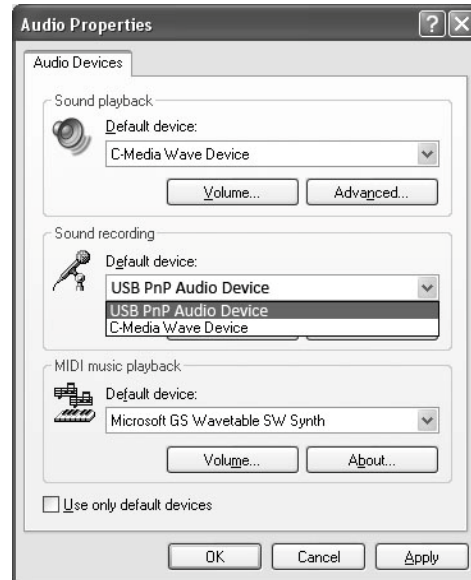 Audio Properties
Audio Devices
Sound playback
Default device:
C-Media Wave Device
Volume...
Advanced...
Sound recording
Default device:
USB PnP Audio Device
USB PnP Audio Device
C-Media Wave Device
MIDI music playback
Default device:
Microsoft GS Wavetable SW Synth
Volume...
About...
Use only default devices
OK
Cancel
Apply